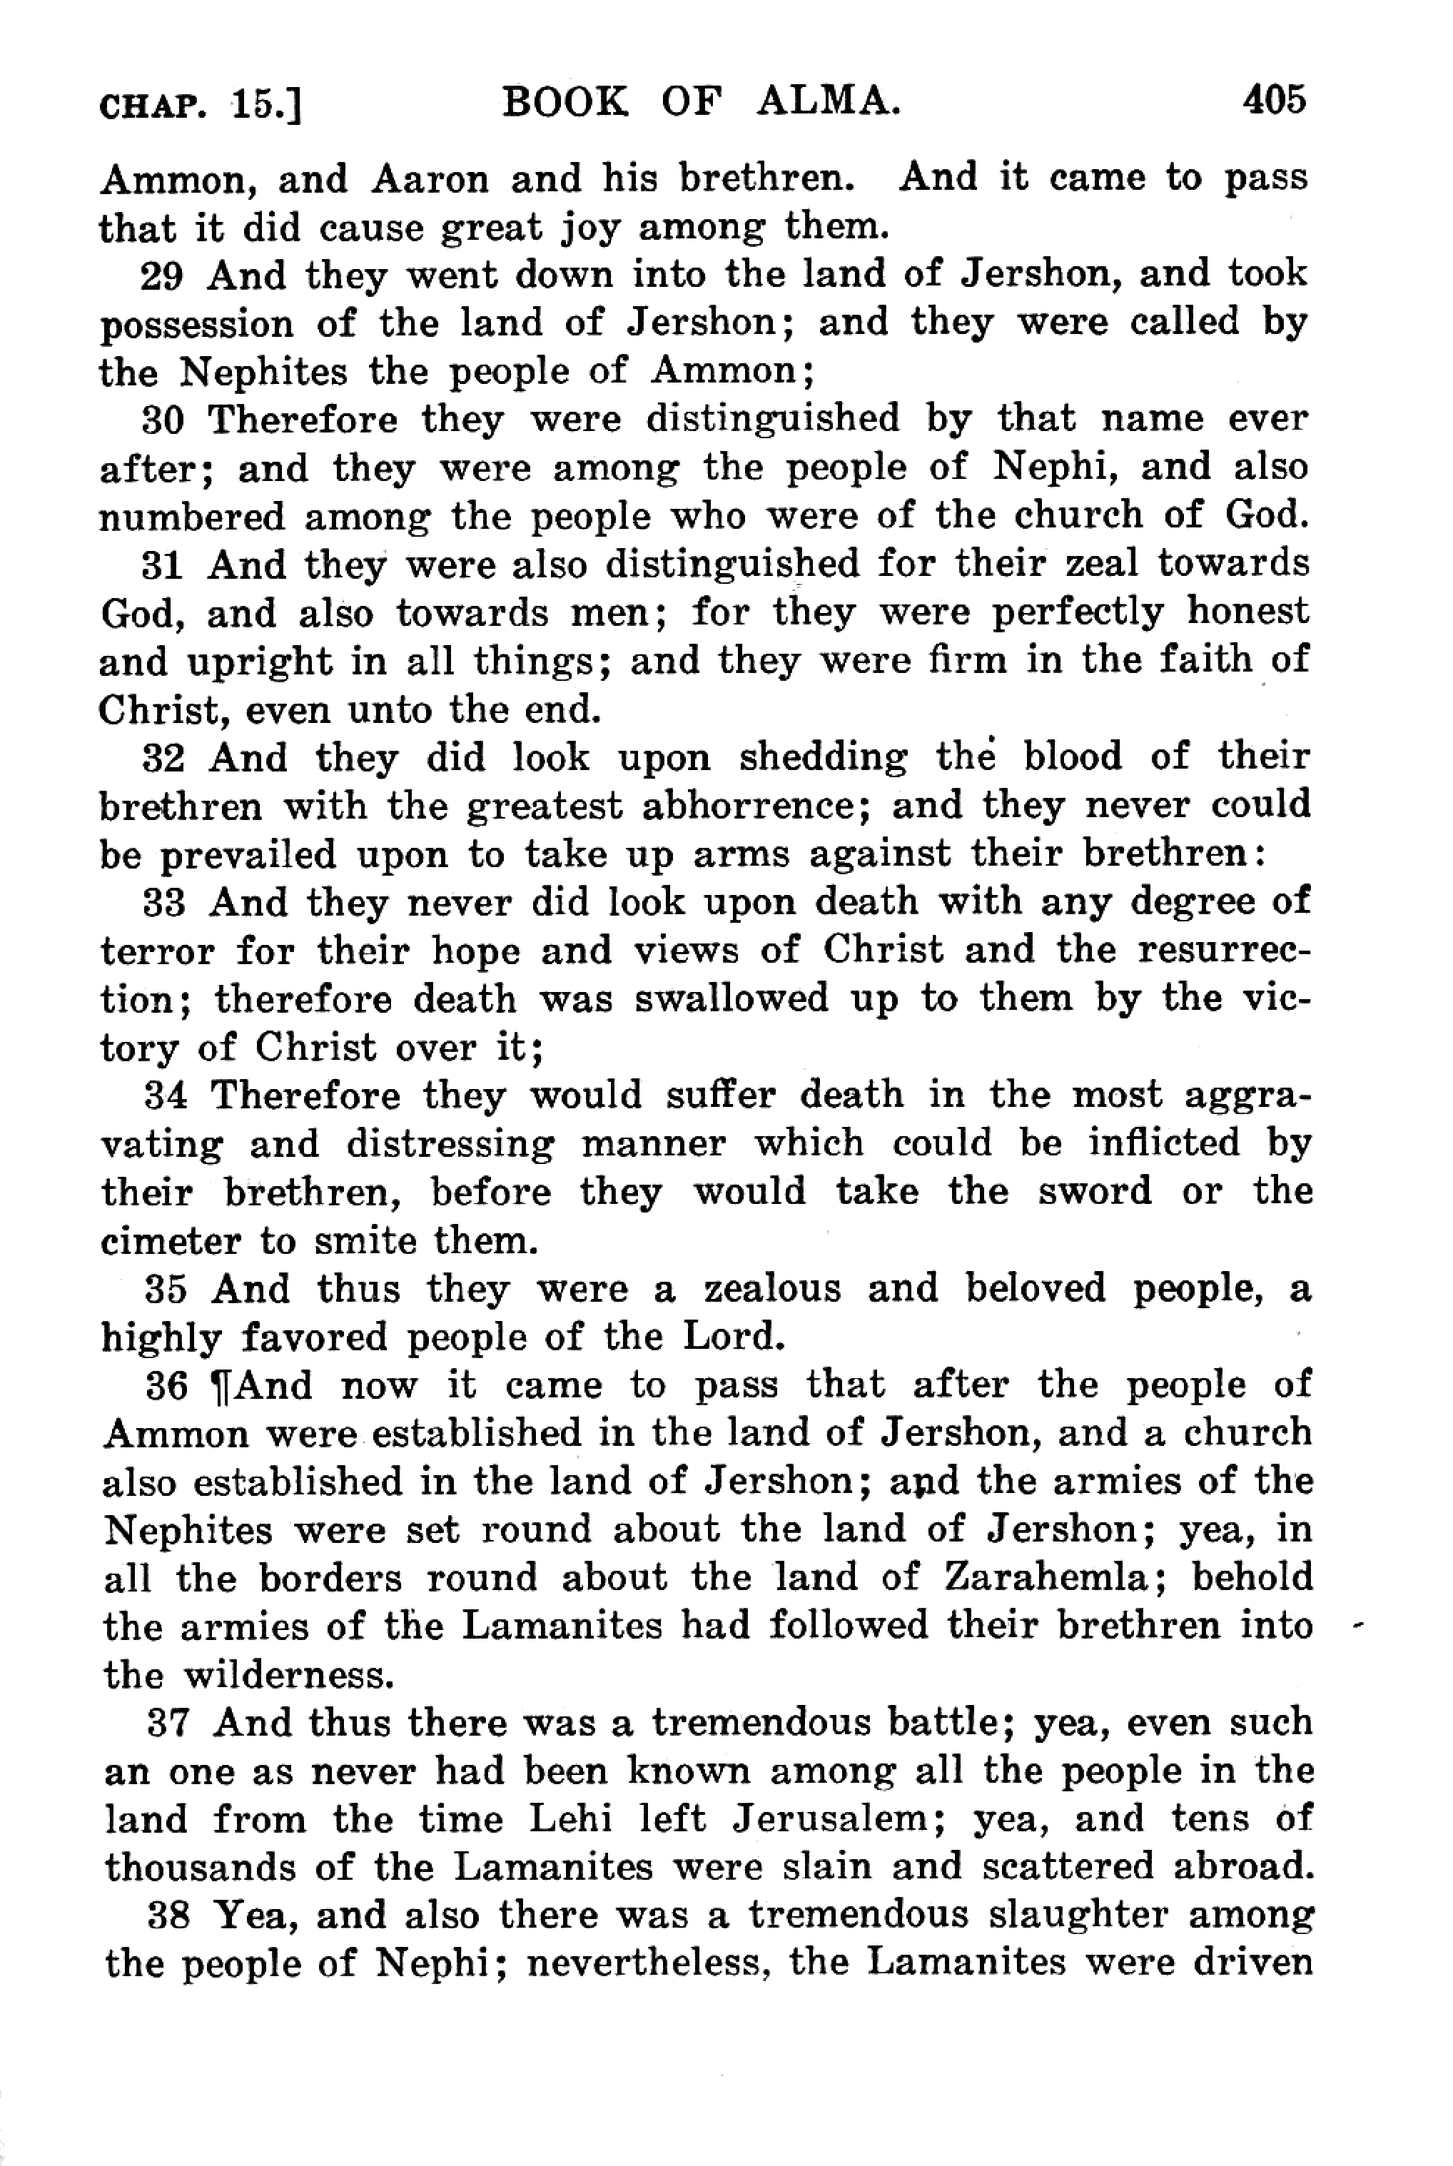 CHAP. 15.] BOOK OF ALMA. 405
Ammon, and Aaron and his brethren. And it came to pass
that it did cause great joy among them.
29 And they went down into the land of Jershon, and took
possession of the land of Jershon; and they were called by
the Nephites the people of Ammon;
30 Therefore they were distinguished by that name ever
after; and they were among the people of Nephi, and also
numbered among the people who were of the church of God.
31 And they were also distinguished for their zeal towards
God, and also towards men; for they were perfectly honest
and upright in all things; and they were firm in the faith of
Christ, even unto the end.
32 And they did look upon shedding the blood of their
brethren with the greatest abhorrence; and they never could
be prevailed upon to take up arms against their brethren:
33 And they never did look upon death with any degree of
terror for their hope and views of Christ and the resurrec-
tion; therefore death was swallowed up to them by the vic-
tory of Christ over it;
34 Therefore they would suffer death in the most aggra-
vating and distressing manner which could be inflicted by
their brethren, before they would take the sword or the
cimeter to smite them.
35 And thus they were a zealous and beloved people, a
highly favored people of the Lord.
36 ¶And now it came to pass that after the people of
Ammon were established in the land of Jershon, and a church
also established in the land of Jershon; and the armies of the
Nephites were set round about the land of Jershon; yea, in
all the borders round about the land of Zarahemla; behold
the armies of the Lamanites had followed their brethren into
the wilderness.
37 And thus there was a tremendous battle; yea, even such
an one as never had been known among all the people in the
land from the time Lehi left Jerusalem; yea, and tens of
thousands of the Lamanites were slain and scattered abroad.
38 Yea, and also there was a tremendous slaughter among
the people of Nephi; nevertheless, the Lamanites were driven